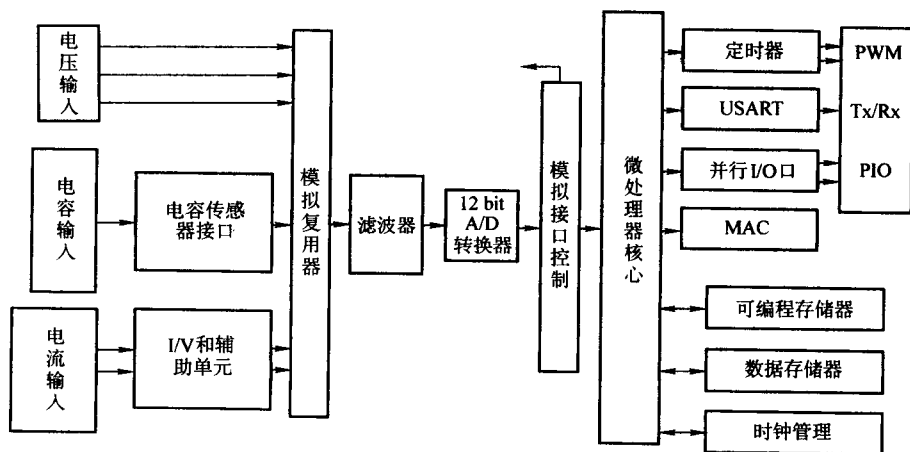 电压输入
电容输入
电流输入
电容传感
器接口
I/V和辅
助单元
模拟复用器
滤波器
12 bit
A/D
转换器
模拟接口控制
微处理器核心
定时器
USART
并行I/O口
MAC
可编程存储器
数据存储器
时钟管理
PWM
Tx/Rx
PIO